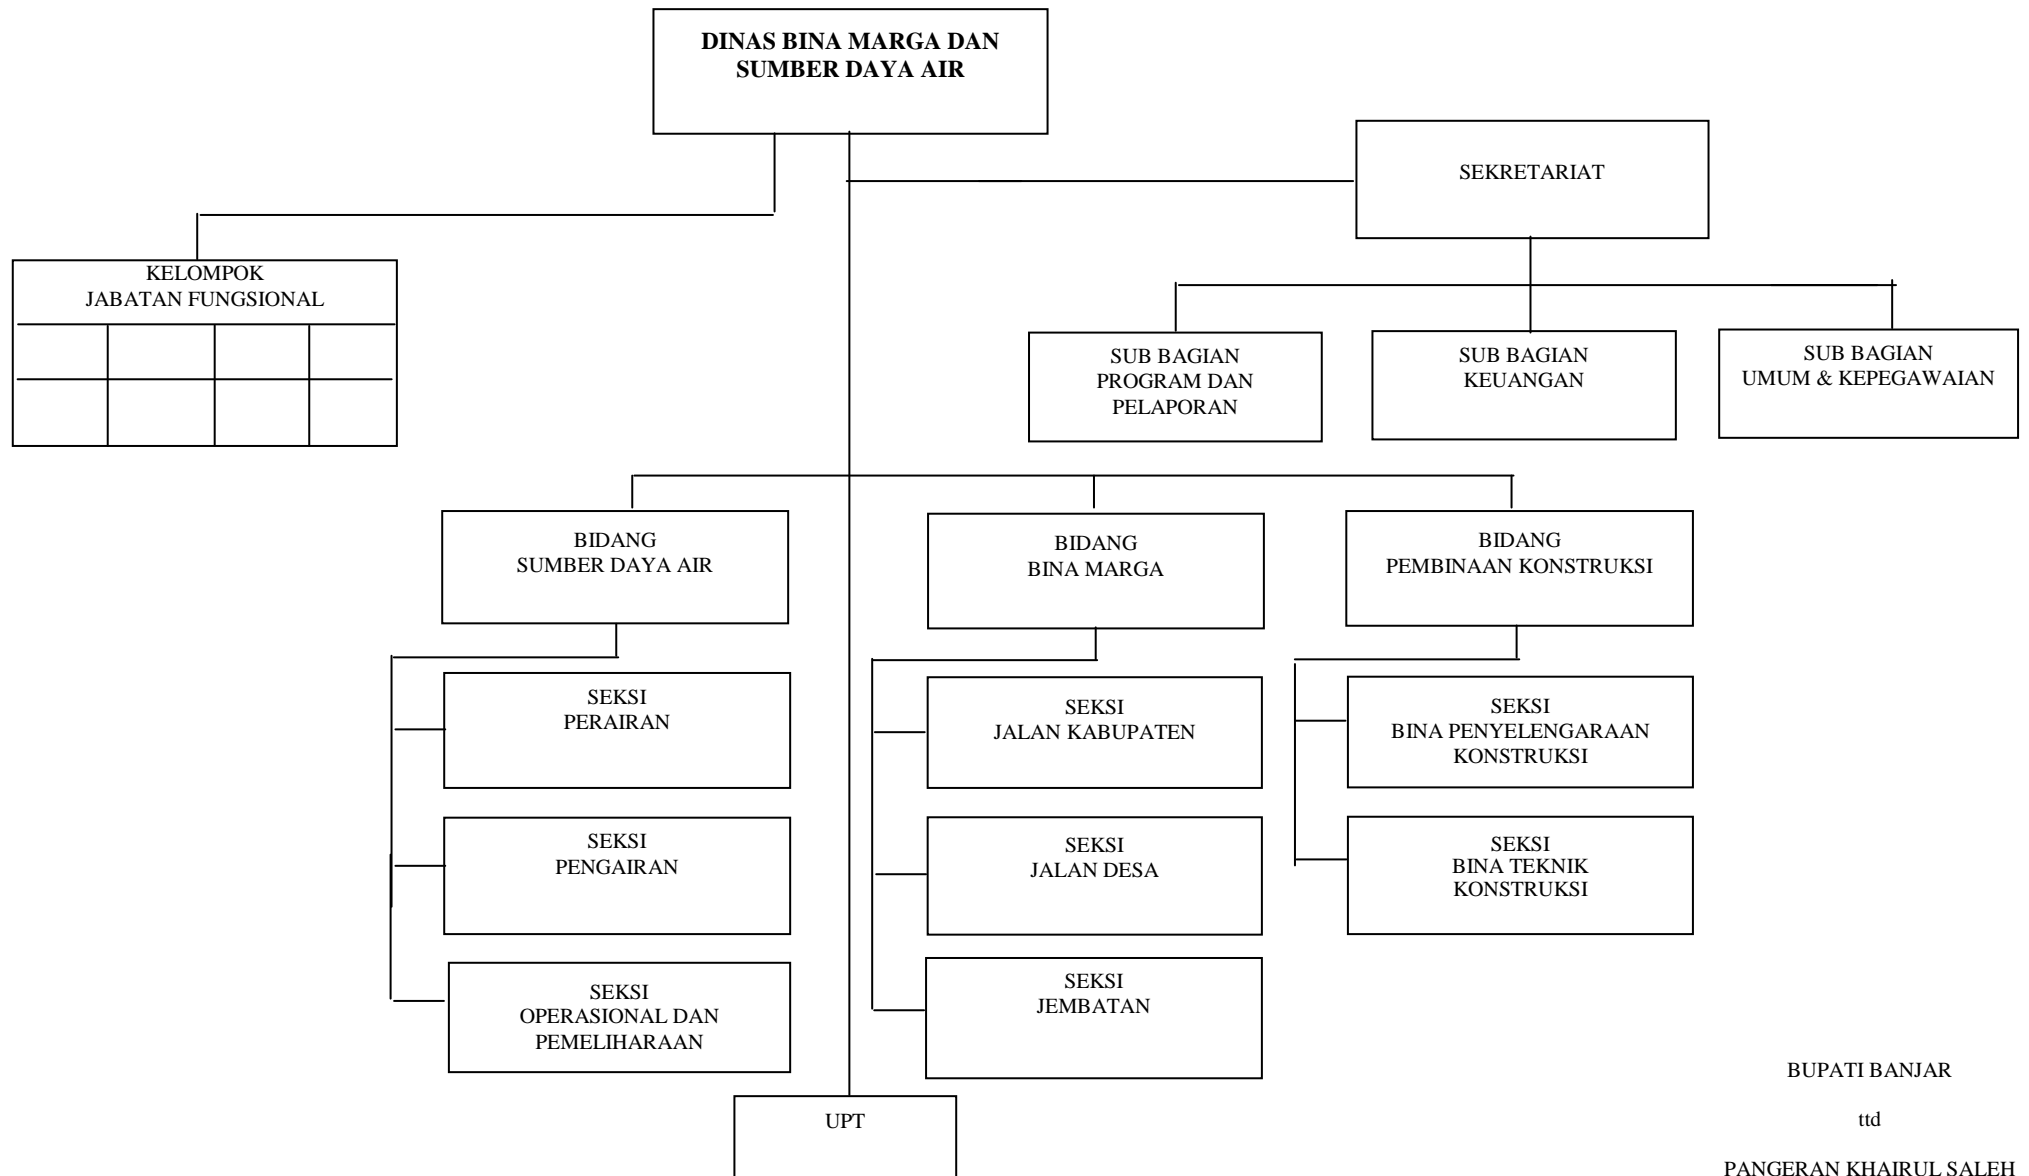 DINAS BINA MARGA DAN
SUMBER DAYA AIR
SEKRETARIAT
KELOMPOK
JABATAN FUNGSIONAL
SUB BAGIAN
PROGRAM DAN
PELAPORAN
SUB BAGIAN
KEUANGAN
SUB BAGIAN
UMUM & KEPEGAWAIAN
BIDANG
SUMBER DAYA AIR
BIDANG
BINA MARGA
BIDANG
PEMBINAAN KONSTRUKSI
SEKSI
PERAIRAN
SEKSI
JALAN KABUPATEN
SEKSI
BINA PENYELENGARAAN
KONSTRUKSI
SEKSI
PENGAIRAN
SEKSI
JALAN DESA
SEKSI
BINA TEKNIK
KONSTRUKSI
SEKSI
OPERASIONAL DAN
PEMELIHARAAN
SEKSI
JEMBATAN
UPT
BUPATI BANJAR
ttd
PANGERAN KHAIRUL SALEH